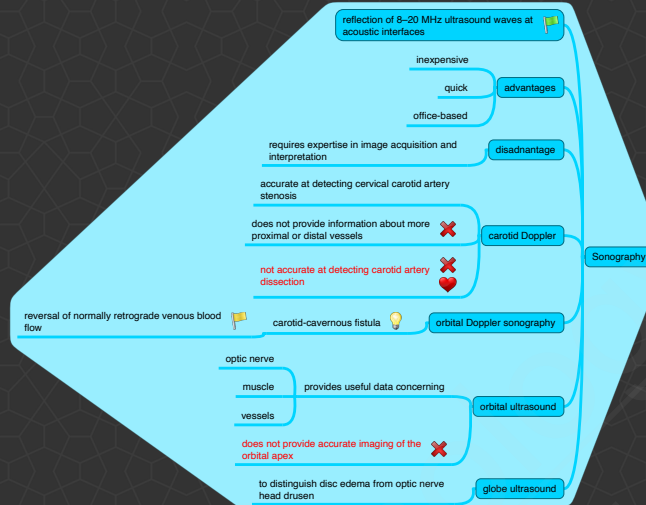 reflection of 8–20 MHz ultrasound waves at
acoustic interfaces
inexpensive
quick
advantages
office-based
requires expertise in image acquisition and
interpretation
disadnantage
accurate at detecting cervical carotid artery
stenosis
does not provide information about more
proximal or distal vessels
carotid Doppler
not accurate at detecting carotid artery
dissection
Sonography
reversal of normally retrograde venous blood
flow
carotid-cavernous fistula
orbital Doppler sonography
optic nerve
muscle
provides useful data concerning
vessels
orbital ultrasound
does not provide accurate imaging of the
orbital apex
to distinguish disc edema from optic nerve
head drusen
globe ultrasound